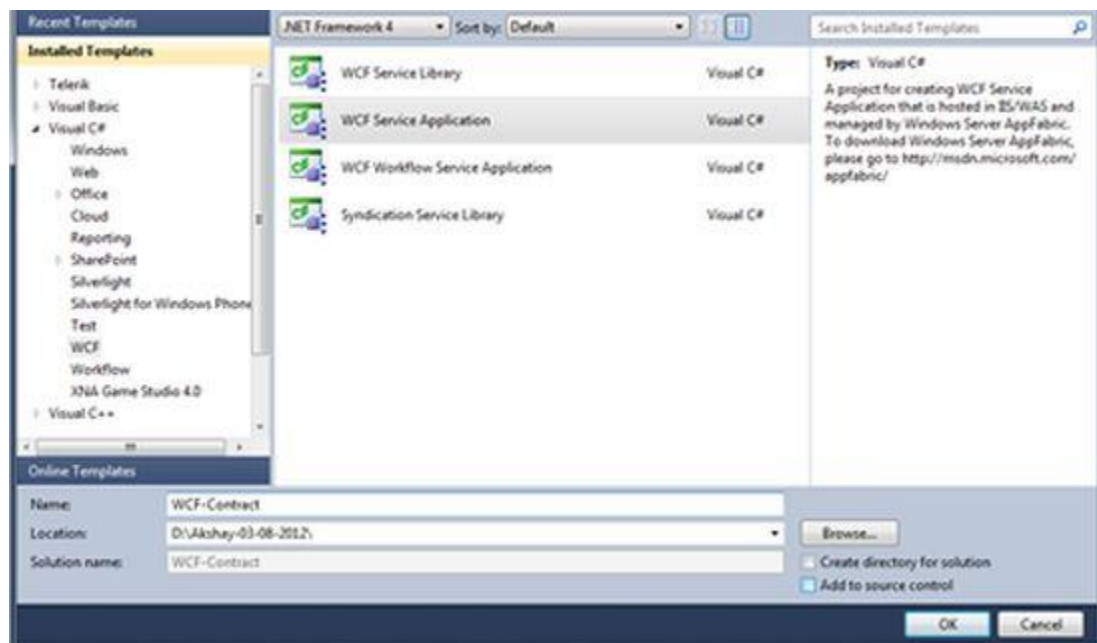 Recent Templates
Installed Templates
Telerik
Visual Basic
Visual C#
Windows
Web
Office
Cloud
Reporting
SharePoint
Silverlight
Silverlight for Windows Phone
Test
WCF
Workflow
XNA Game Studio 4.0
Visual C++
Online Templates
.NET Framework 4 Sort by: Default
WCF Service Library Visual C#
WCF Service Application Visual C#
WCF Workflow Service Application Visual C#
Syndication Service Library Visual C#
Search Installed Templates
Type: Visual C#
A project for creating WCF Service
Application that is hosted in IIS/WAS and
managed by Windows Server AppFabric.
To download Windows Server AppFabric,
please go to http://msdn.microsoft.com/
appfabric/
Name: WCF-Contract
Location: D:\Akshay-03-08-2012\ Browse...
Solution name: WCF-Contract
Create directory for solution
Add to source control
OK Cancel